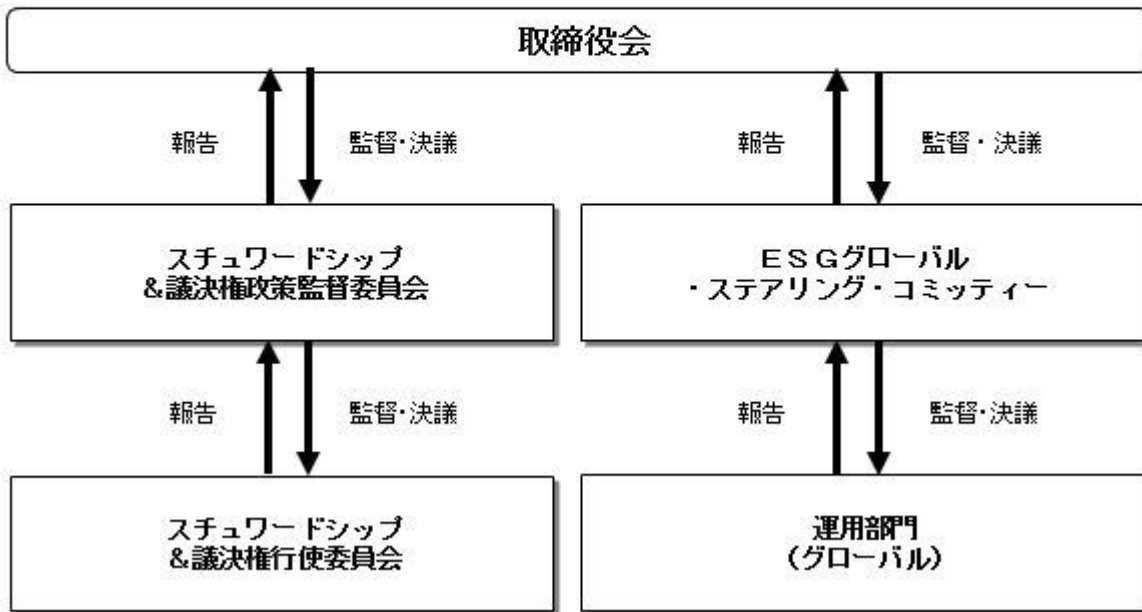 取締役会
報告
監督・決議
報告
監督・決議
スチュワードシップ
＆議決権政策監督委員会
ＥＳＧグローバル
・ステアリング・コミッティー
報告
監督・決議
報告
監督・決議
スチュワードシップ
＆議決権行使委員会
運用部門
（グローバル）